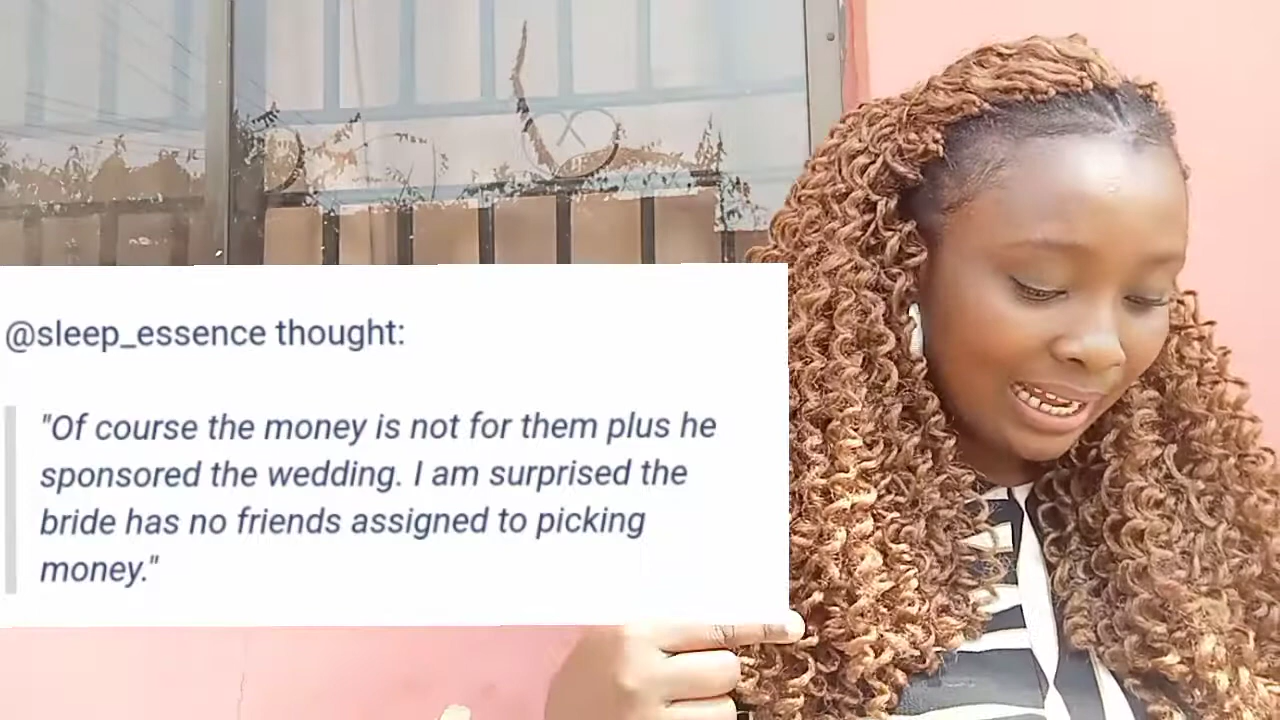 @sleep_essence thought:
"Of course the money is not for them plus he
sponsored the wedding. I am surprised the
bride has no friends assigned to picking
money."